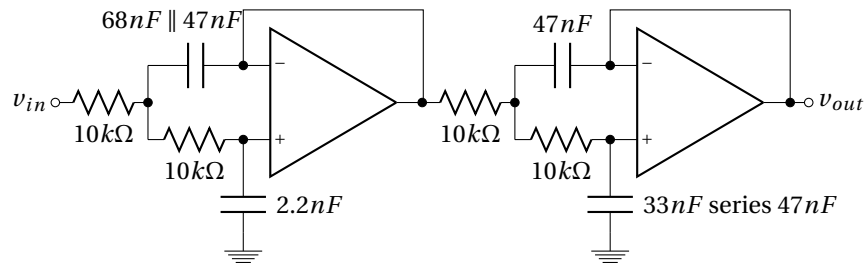 68nF ∥ 47nF
47nF
−
−
v_in
v_out
10kΩ
10kΩ
+
+
10kΩ
10kΩ
2.2nF
33nF series 47nF